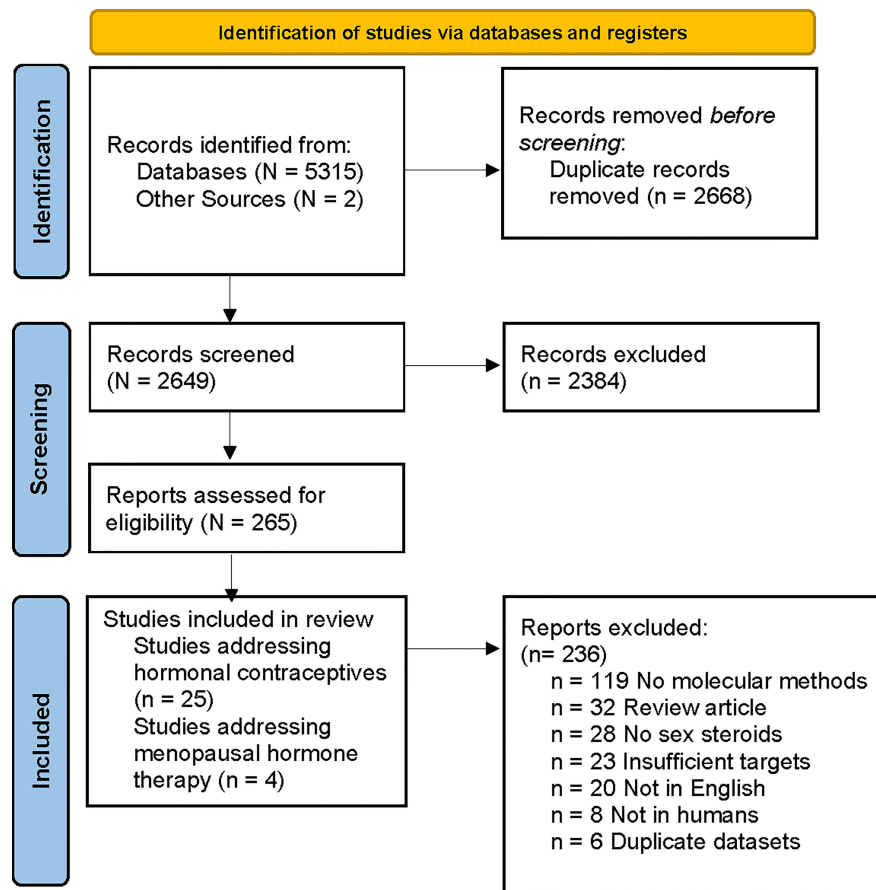 Identification of studies via databases and registers
Identification
Records identified from:
Databases (N = 5315)
Other Sources (N = 2)
Records removed before
screening:
Duplicate records
removed (n = 2668)
Screening
Records screened
(N = 2649)
Records excluded
(n = 2384)
Reports assessed for
eligibility (N = 265)
Included
Studies included in review
Studies addressing
hormonal contraceptives
(n = 25)
Studies addressing
menopausal hormone
therapy (n = 4)
Reports excluded:
(n= 236)
n = 119 No molecular methods
n = 32 Review article
n = 28 No sex steroids
n = 23 Insufficient targets
n = 20 Not in English
n = 8 Not in humans
n = 6 Duplicate datasets